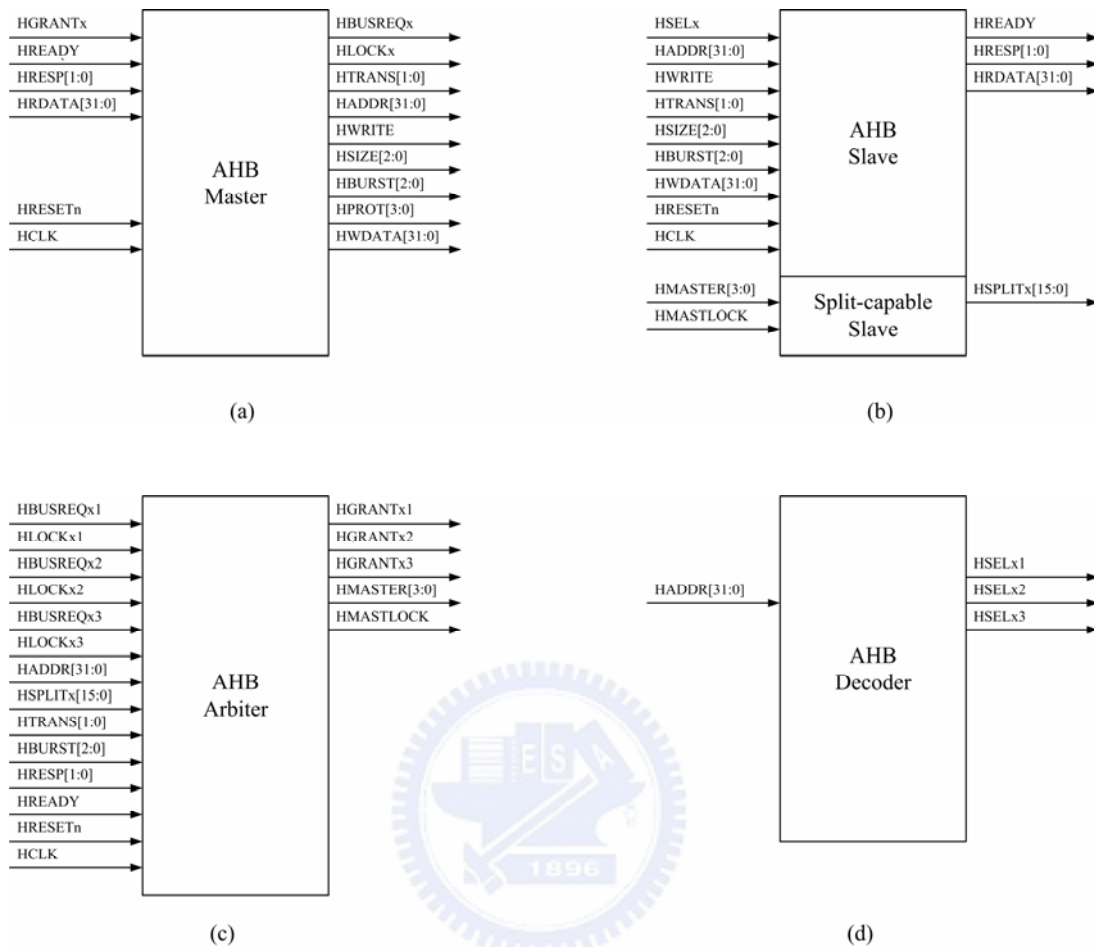 HGRANTx
HREADY
HRESP[1:0]
HRDATA[31:0]
HRESETn
HCLK
AHB
Master
HBUSREQx
HLOCKx
HTRANS[1:0]
HADDR[31:0]
HWRITE
HSIZE[2:0]
HBURST[2:0]
HPROT[3:0]
HWDATA[31:0]
(a)
HSELx
HADDR[31:0]
HWRITE
HTRANS[1:0]
HSIZE[2:0]
HBURST[2:0]
HWDATA[31:0]
HRESETn
HCLK
HMASTER[3:0]
HMASTLOCK
AHB
Slave
Split-capable
Slave
HREADY
HRESP[1:0]
HRDATA[31:0]
HSPLITx[15:0]
(b)
HBUSREQx1
HLOCKx1
HBUSREQx2
HLOCKx2
HBUSREQx3
HLOCKx3
HADDR[31:0]
HSPLITx[15:0]
HTRANS[1:0]
HBURST[2:0]
HRESP[1:0]
HREADY
HRESETn
HCLK
AHB
Arbiter
HGRANTx1
HGRANTx2
HGRANTx3
HMASTER[3:0]
HMASTLOCK
(c)
HADDR[31:0]
AHB
Decoder
HSELx1
HSELx2
HSELx3
(d)
E S A
1896